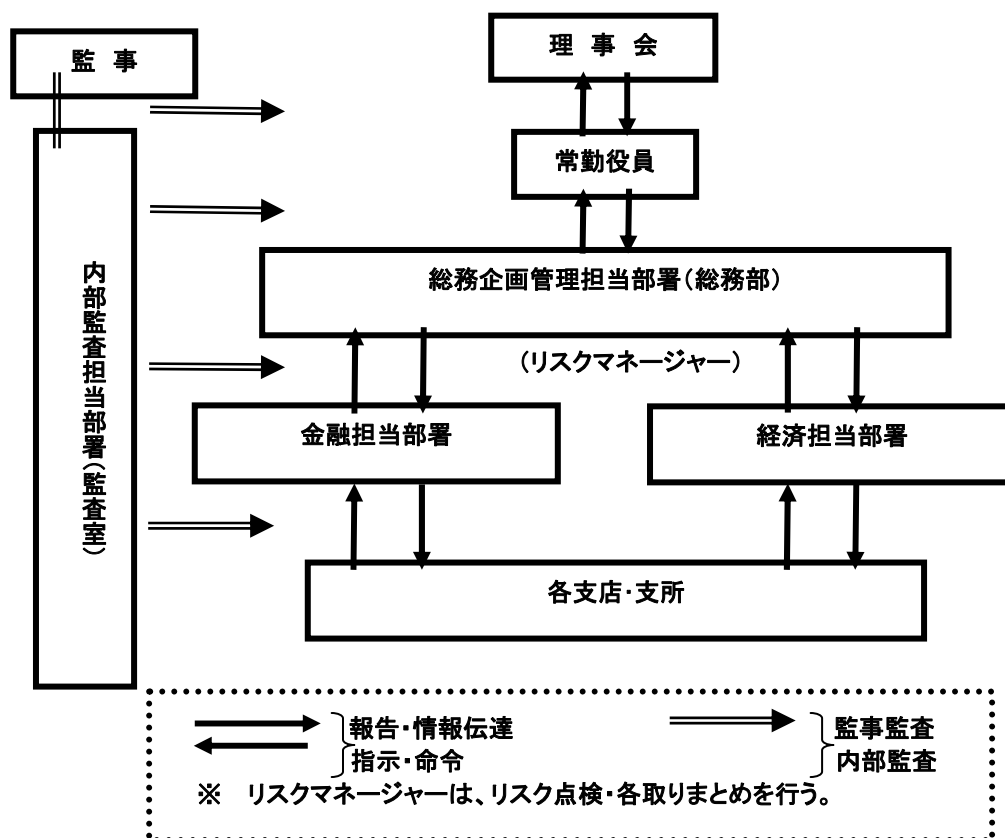 監　事
理　事　会
常勤役員
総務企画管理担当部署（総務部）
（リスクマネージャー）
金融担当部署
経済担当部署
各支店・支所
内部監査担当部署（監査室）
報告・情報伝達
指示・命令
監事監査
内部監査
※　リスクマネージャーは、リスク点検・各取りまとめを行う。